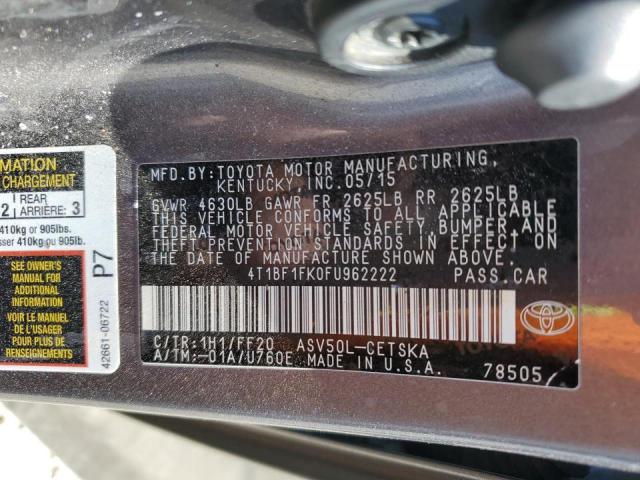 MATION
CHARGEMENT
2 REAR
ARRIÈRE: 3
410kg or 905lbs.
sser 410kg ou 905lb.
SEE OWNER'S
MANUAL FOR
ADDITIONAL
INFORMATION
VOIR LE MANUEL
DE L'USAGER
POUR PLUS DE
RENSEIGNEMENTS
P7
42661-06722
MFD. BY: TOYOTA MOTOR MANUFACTURING,
KENTUCKY, INC. 05/15
GVWR 4630LB GAWR FR 2625LB RR 2625LB
THIS VEHICLE CONFORMS TO ALL APPLICABLE
FEDERAL MOTOR VEHICLE SAFETY, BUMPER, AND
THEFT PREVENTION STANDARDS IN EFFECT ON
THE DATE OF MANUFACTURE SHOWN ABOVE.
4T1BF1FK0FU962222 PASS.CAR
C/TR: 1H1/FF20 ASV50L-CETSKA
A/TM:-01A/U760E MADE IN U.S.A.
78505